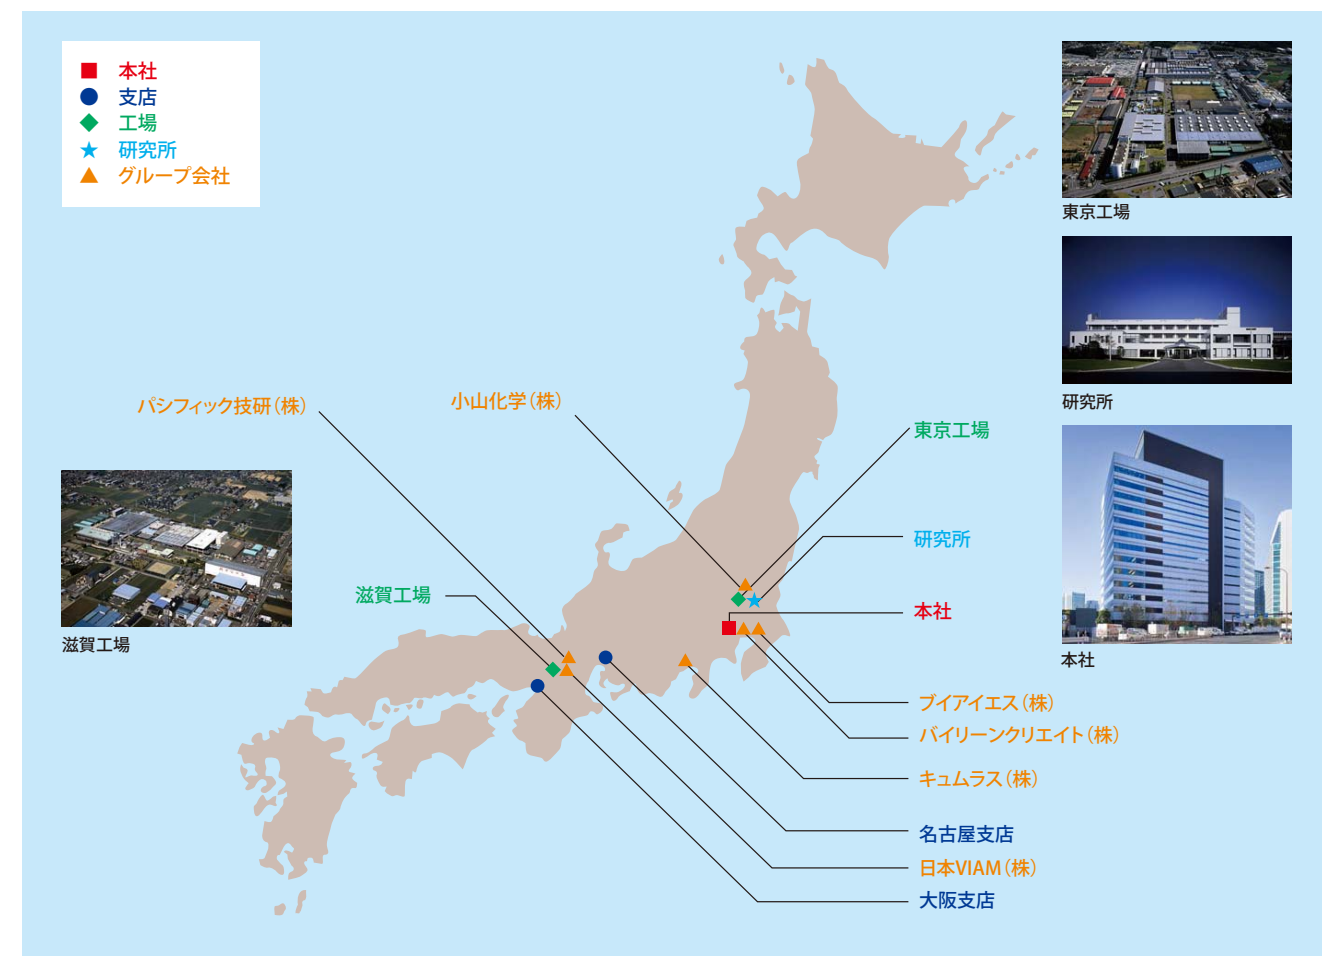 本社
支店
工場
研究所
グループ会社
東京工場
研究所
本社
パシフィック技研（株）
小山化学（株）
東京工場
研究所
滋賀工場
滋賀工場
本社
ブイアイエス（株）
バイリーンクリエイト（株）
キュムラス（株）
名古屋支店
日本VIAM（株）
大阪支店